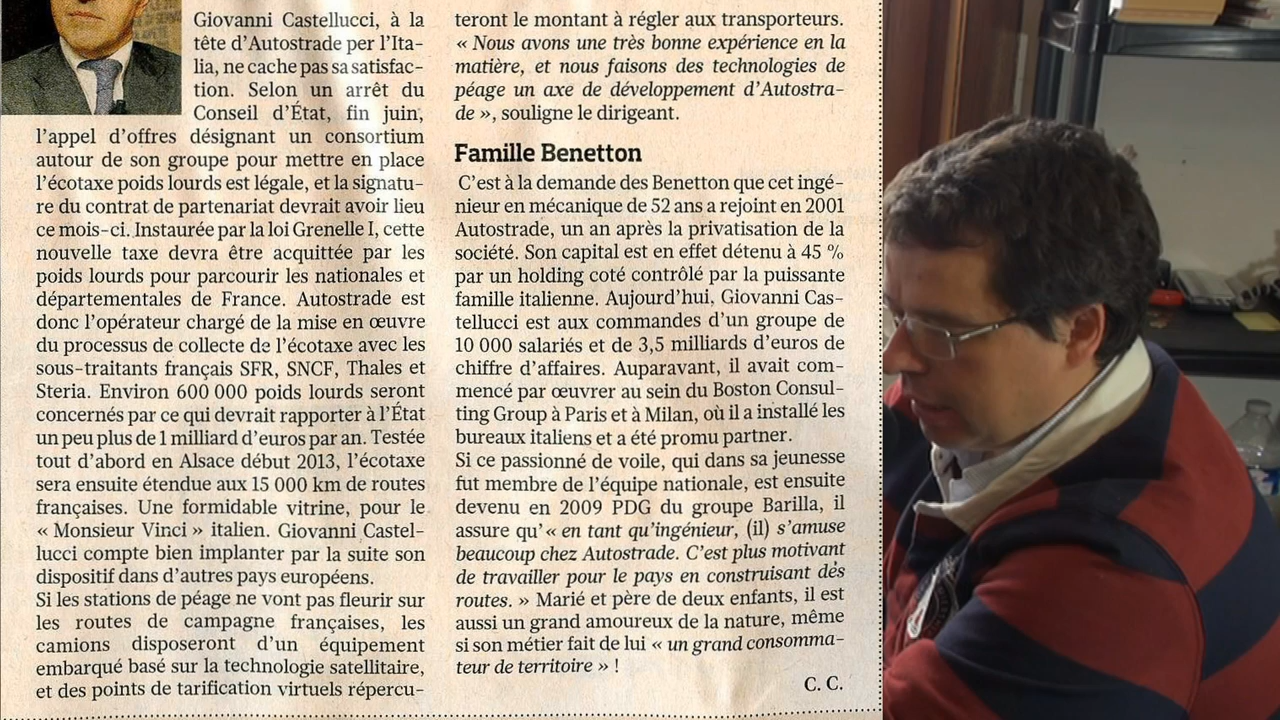 Giovanni Castellucci, à la
tête d'Autostrade per l'Ita-
lia, ne cache pas sa satisfac-
tion. Selon un arrêt du
Conseil d'État, fin juin,
l'appel d'offres désignant un consortium
autour de son groupe pour mettre en place
l'écotaxe poids lourds est légale, et la signatu-
re du contrat de partenariat devrait avoir lieu
ce mois-ci. Instaurée par la loi Grenelle I, cette
nouvelle taxe devra être acquittée par les
poids lourds pour parcourir les nationales et
départementales de France. Autostrade est
donc l'opérateur chargé de la mise en œuvre
du processus de collecte de l'écotaxe avec les
sous-traitants français SFR, SNCF, Thales et
Steria. Environ 600 000 poids lourds seront
concernés par ce qui devrait rapporter à l'État
un peu plus de 1 milliard d'euros par an. Testée
tout d'abord en Alsace début 2013, l'écotaxe
sera ensuite étendue aux 15 000 km de routes
françaises. Une formidable vitrine, pour le
« Monsieur Vinci » italien. Giovanni Castel-
lucci compte bien implanter par la suite son
dispositif dans d'autres pays européens.
Si les stations de péage ne vont pas fleurir sur
les routes de campagne françaises, les
camions disposeront d'un équipement
embarqué basé sur la technologie satellitaire,
et des points de tarification virtuels répercu-
teront le montant à régler aux transporteurs.
« Nous avons une très bonne expérience en la
matière, et nous faisons des technologies de
péage un axe de développement d'Autostra-
de », souligne le dirigeant.
Famille Benetton
C'est à la demande des Benetton que cet ingé-
nieur en mécanique de 52 ans a rejoint en 2001
Autostrade, un an après la privatisation de la
société. Son capital est en effet détenu à 45 %
par un holding coté contrôlé par la puissante
famille italienne. Aujourd'hui, Giovanni Cas-
tellucci est aux commandes d'un groupe de
10 000 salariés et de 3,5 milliards d'euros de
chiffre d'affaires. Auparavant, il avait com-
mencé par œuvrer au sein du Boston Consul-
ting Group à Paris et à Milan, où il a installé les
bureaux italiens et a été promu partner.
Si ce passionné de voile, qui dans sa jeunesse
fut membre de l'équipe nationale, est ensuite
devenu en 2009 PDG du groupe Barilla, il
assure qu'« en tant qu'ingénieur, (il) s'amuse
beaucoup chez Autostrade. C'est plus motivant
de travailler pour le pays en construisant des
routes. » Marié et père de deux enfants, il est
aussi un grand amoureux de la nature, même
si son métier fait de lui « un grand consomma-
teur de territoire » !
C. C.